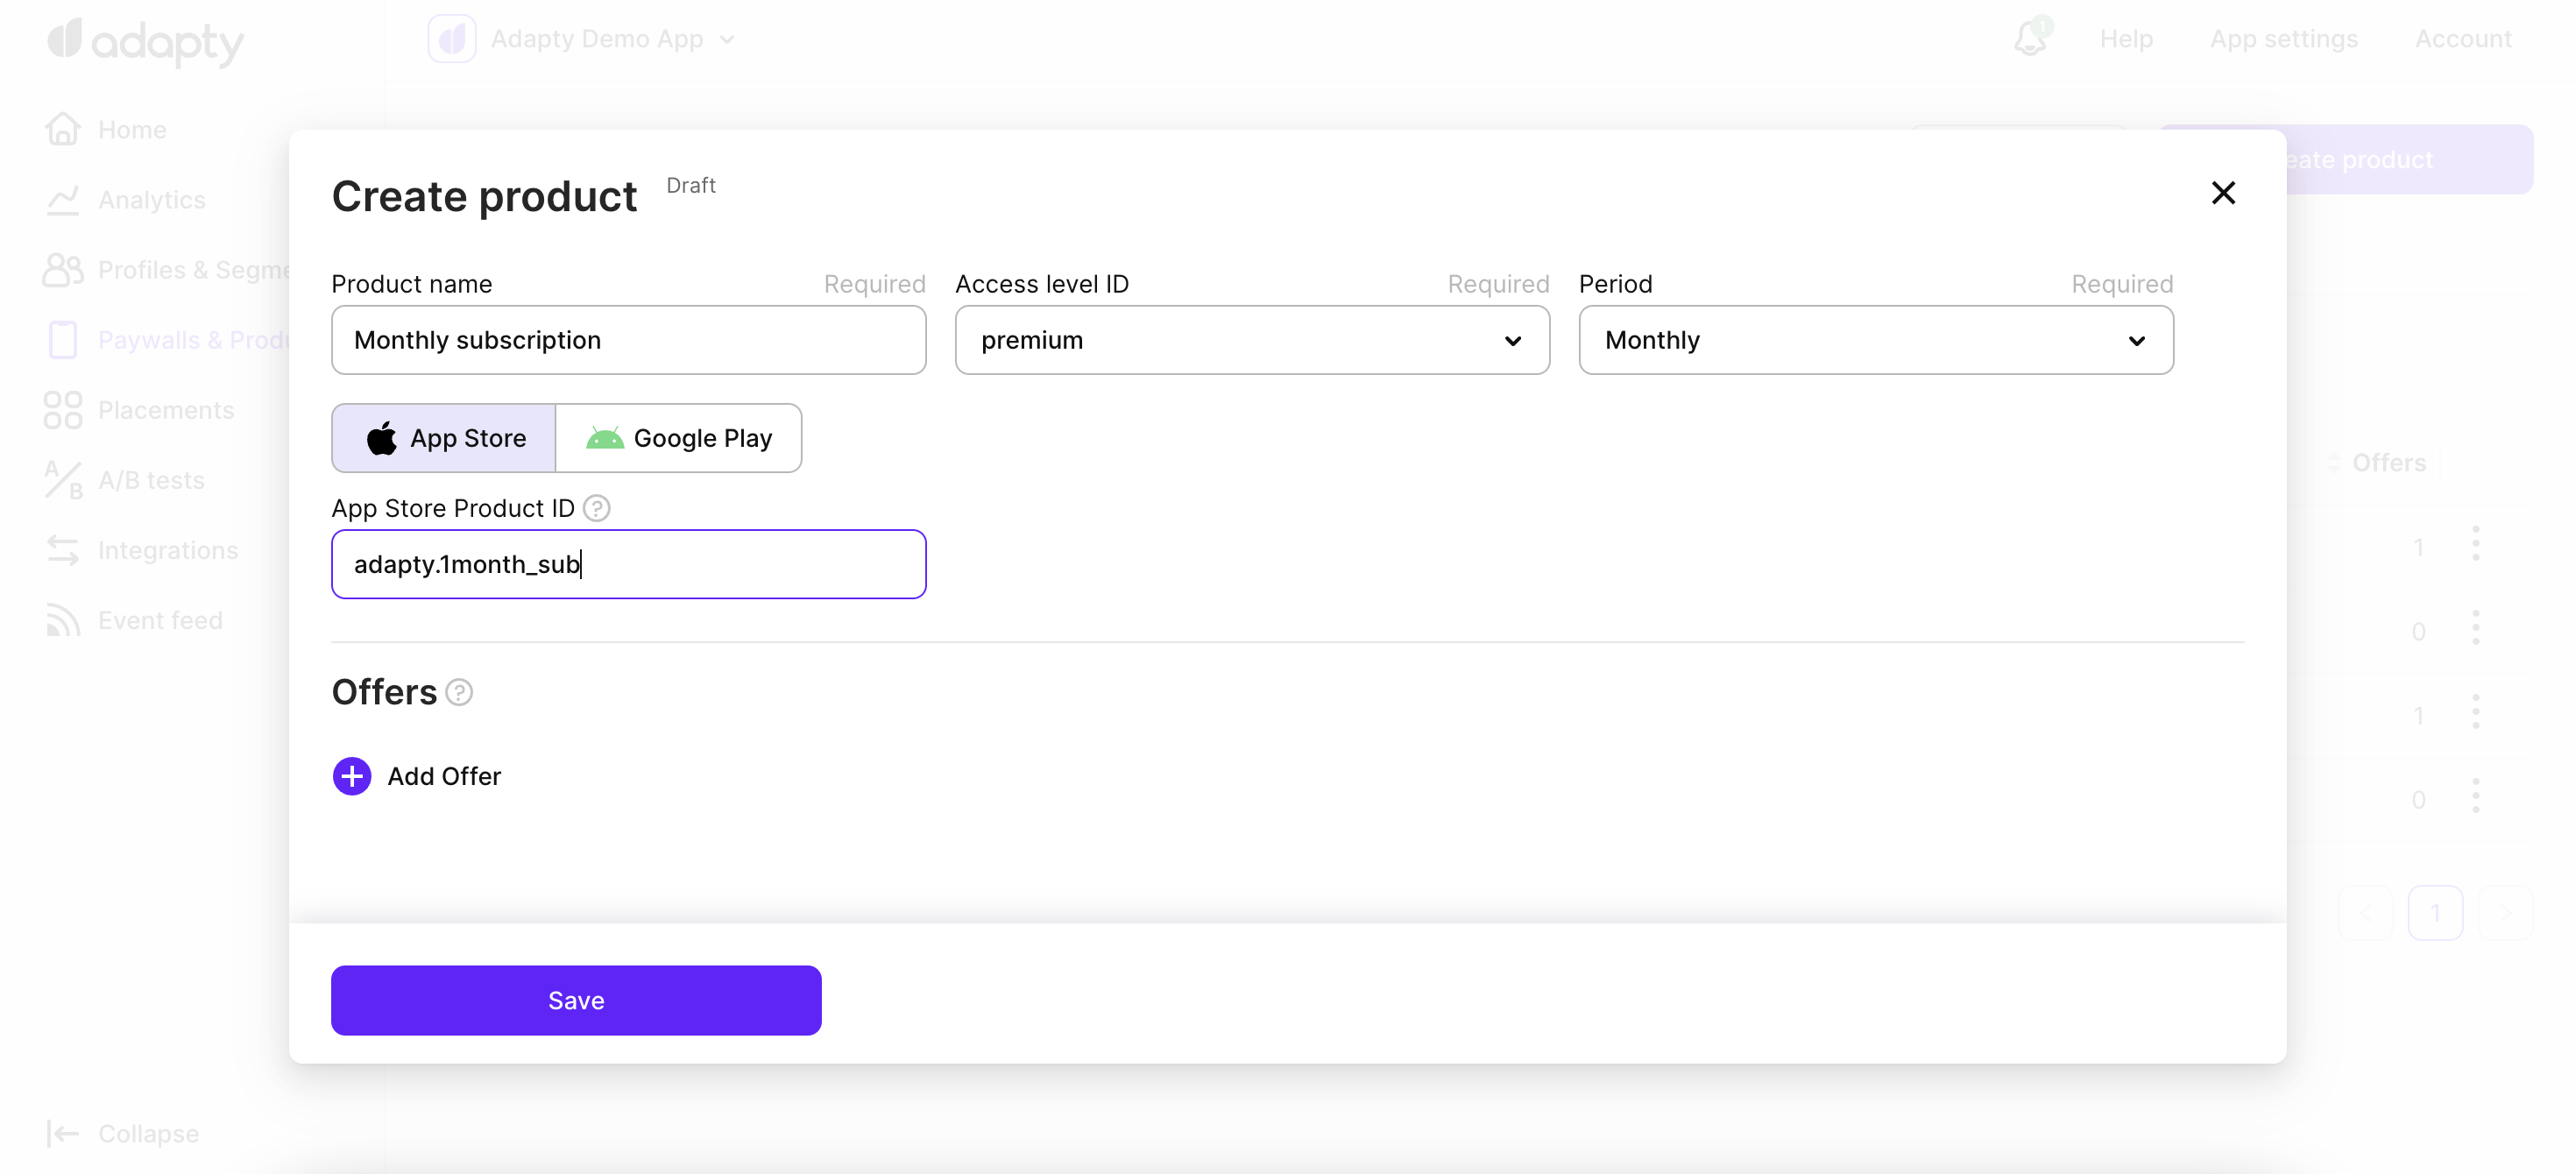 adapty
Adapty Demo App
1
Help
App settings
Account
Home
Analytics
Profiles & Segme
Paywalls & Produ
Placements
A/B tests
Integrations
Event feed
Collapse
eate product
Create product
Draft
Product name Required
Monthly subscription
Access level ID Required
premium
Period Required
Monthly
App Store
Google Play
App Store Product ID ?
adapty.1month_sub
Offers ?
Add Offer
Save
Offers
1
0
1
0
< 1 >